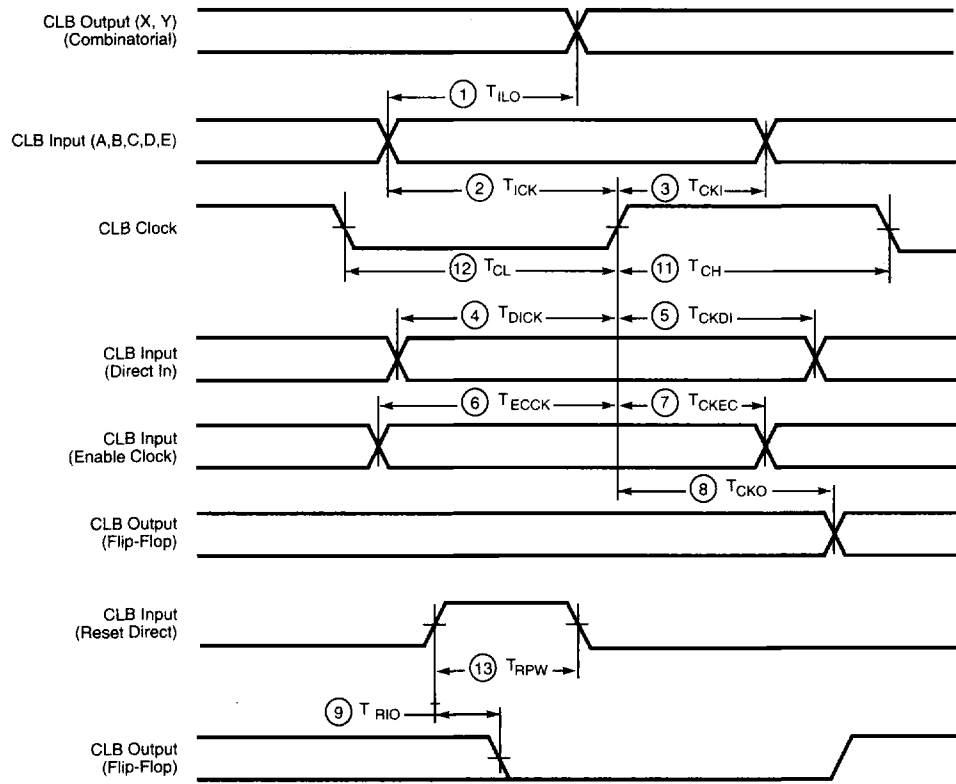 CLB Output (X, Y)
(Combinatorial)
① T_ILO
CLB Input (A,B,C,D,E)
② T_ICK
③ T_CKI
CLB Clock
⑫ T_CL
⑪ T_CH
④ T_DICK
⑤ T_CKDI
CLB Input
(Direct In)
⑥ T_ECCK
⑦ T_CKEC
CLB Input
(Enable Clock)
⑧ T_CKO
CLB Output
(Flip-Flop)
CLB Input
(Reset Direct)
⑬ T_RPW
⑨ T_RIO
CLB Output
(Flip-Flop)